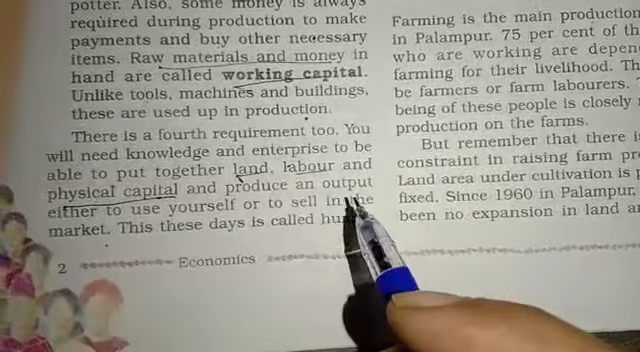 potter. Also, some money is always
required during production to make
payments and buy other necessary
items. Raw materials and money in
hand are called working capital.
Unlike tools, machines and buildings,
these are used up in production.
There is a fourth requirement too. You
will need knowledge and enterprise to be
able to put together land, labour and
physical capital and produce an output
either to use yourself or to sell in the
market. This these days is called
2
Economics
Farming is the main production
in Palampur. 75 per cent of
who are working are
farming for their livelihood.
be farmers or farm labourers.
being of these people is closely
production on the farms.
But remember that there
constraint in raising farm
Land area under cultivation is
fixed. Since 1960 in Palampur,
been no expansion in land